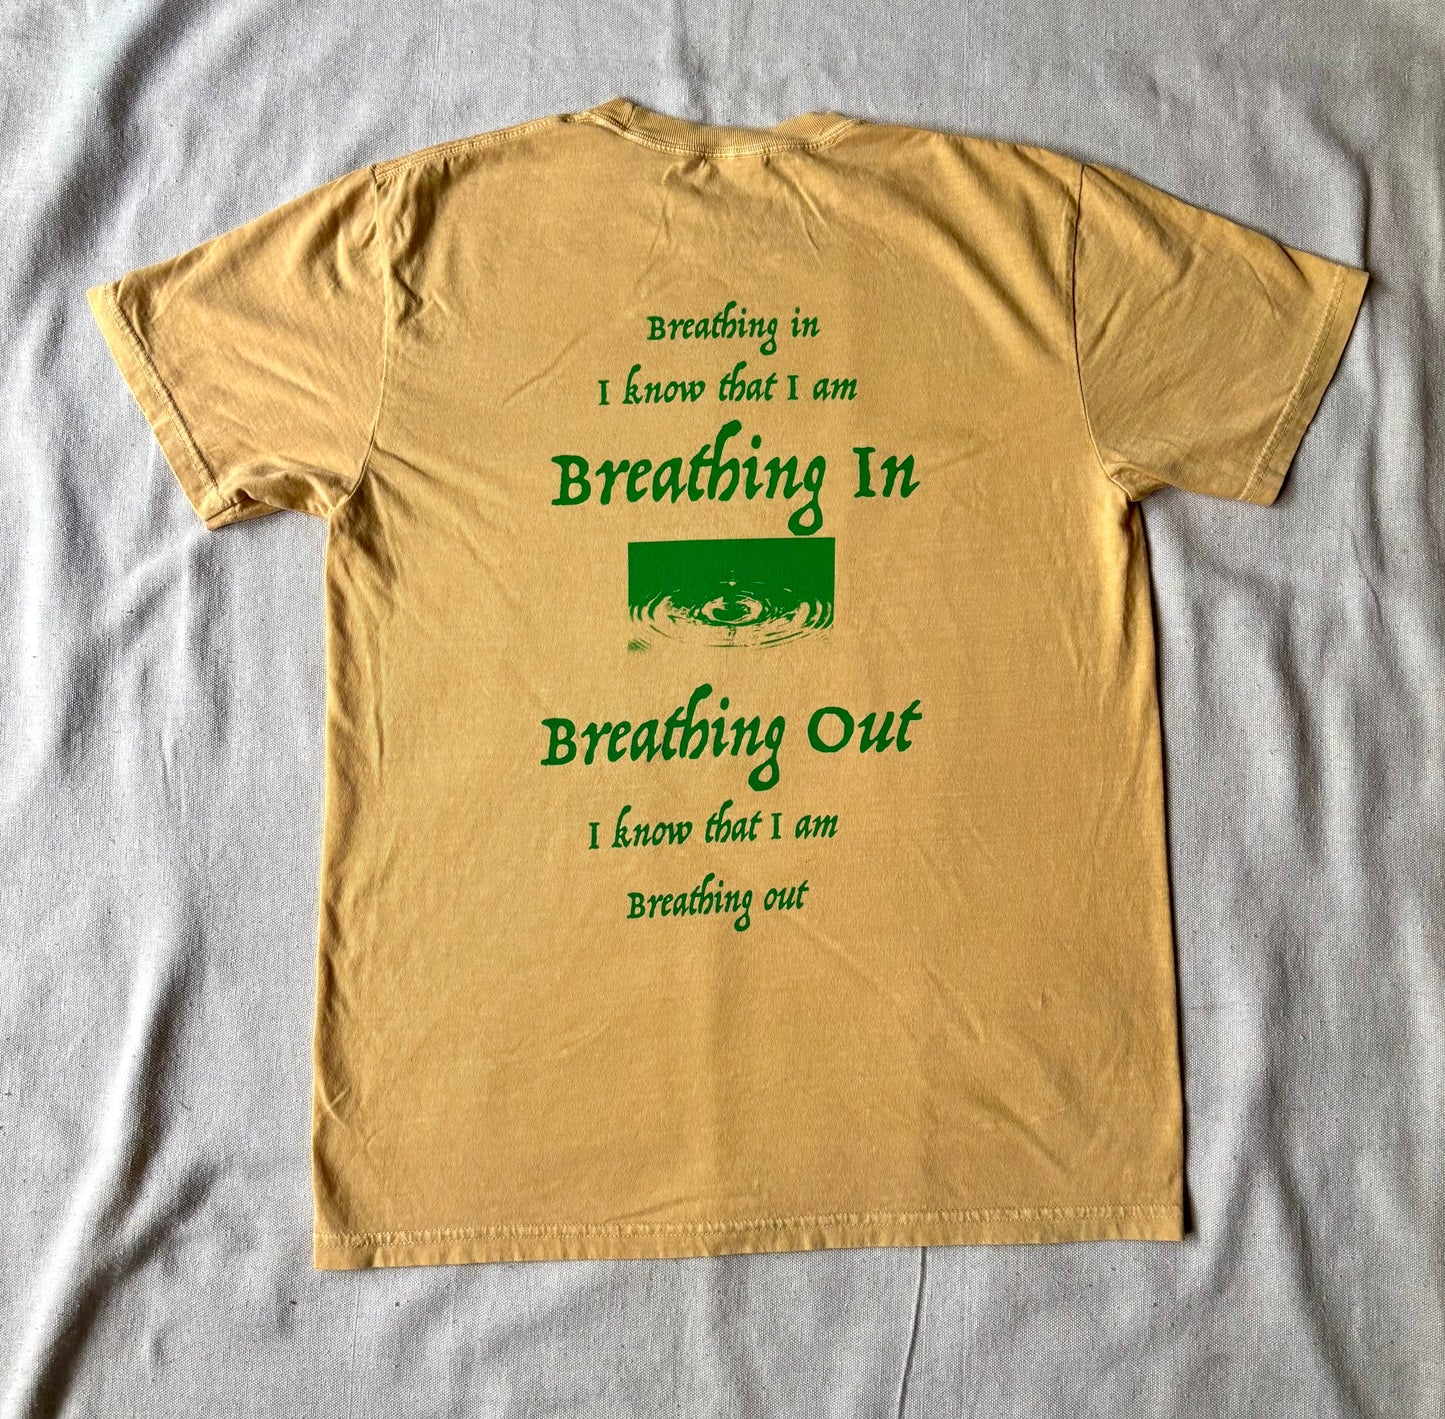 Breathing in
I know that I am
Breathing In
Breathing Out
I know that I am
Breathing out